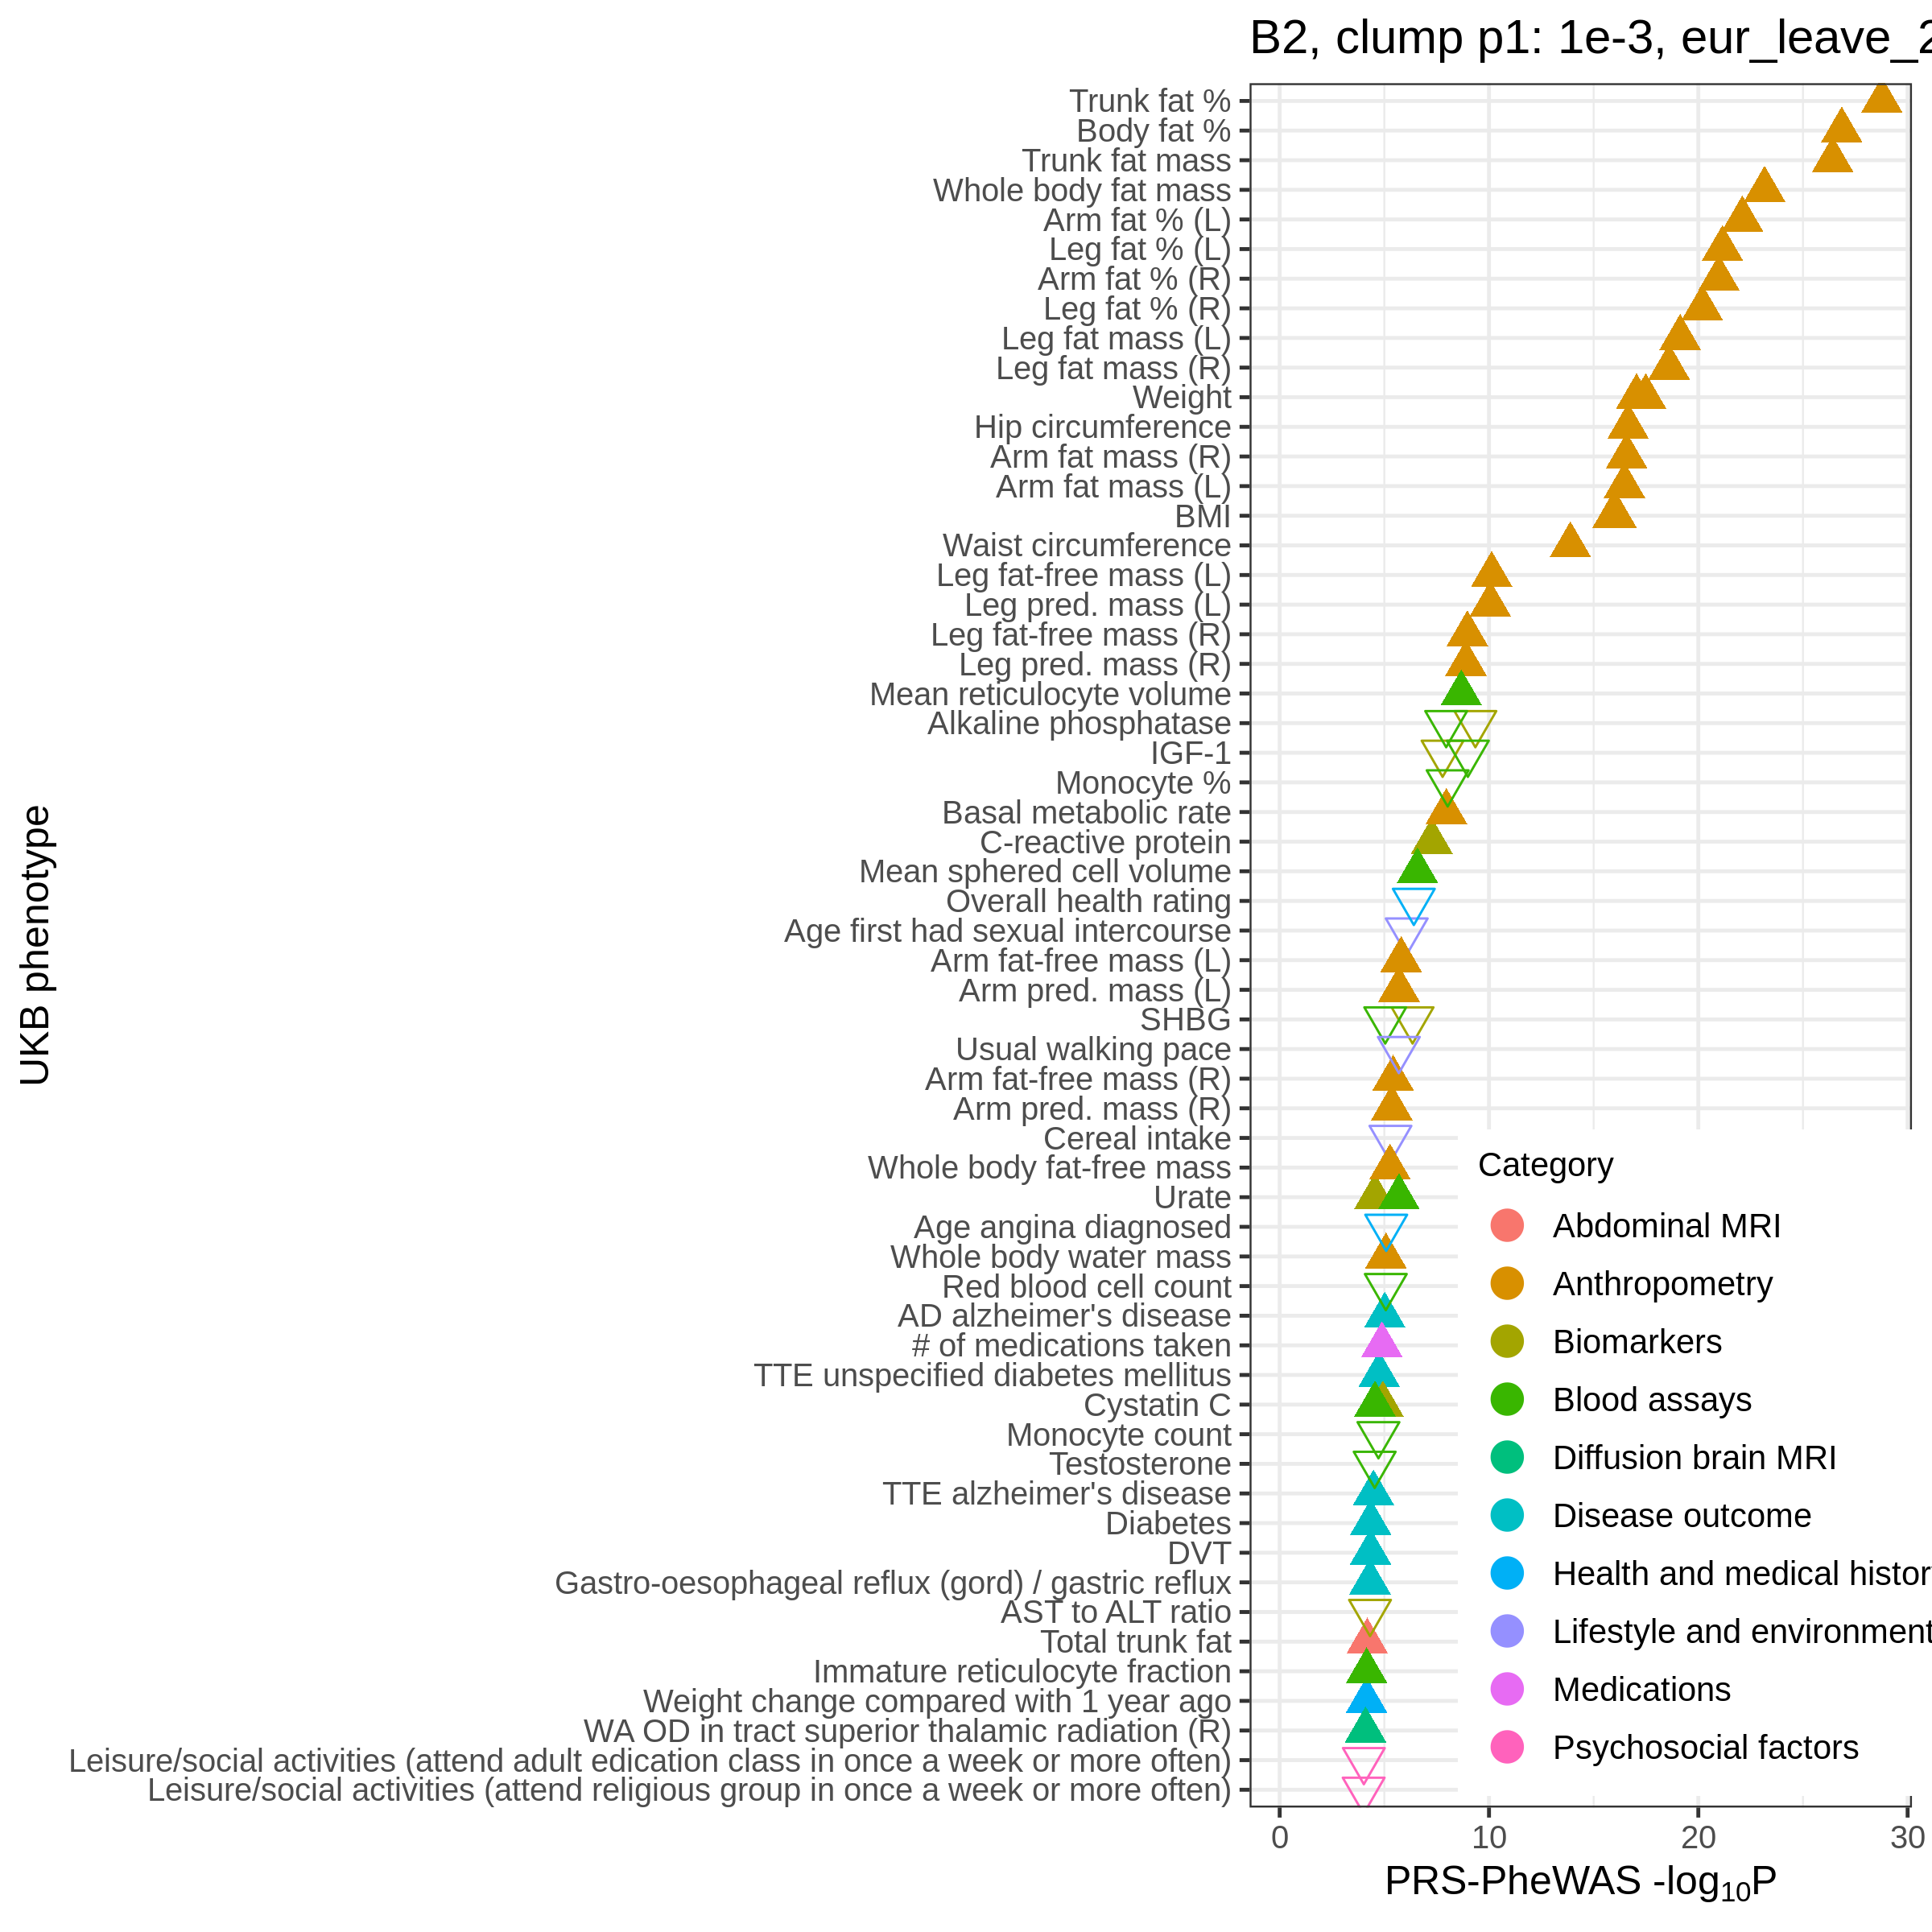 B2, clump p1: 1e-3, eur_leave_2
Trunk fat %
Body fat %
Trunk fat mass
Whole body fat mass
Arm fat % (L)
Leg fat % (L)
Arm fat % (R)
Leg fat % (R)
Leg fat mass (L)
Leg fat mass (R)
Weight
Hip circumference
Arm fat mass (R)
Arm fat mass (L)
BMI
Waist circumference
Leg fat-free mass (L)
Leg pred. mass (L)
Leg fat-free mass (R)
Leg pred. mass (R)
Mean reticulocyte volume
Alkaline phosphatase
IGF-1
Monocyte %
Basal metabolic rate
C-reactive protein
Mean sphered cell volume
Overall health rating
Age first had sexual intercourse
Arm fat-free mass (L)
Arm pred. mass (L)
SHBG
Usual walking pace
Arm fat-free mass (R)
Arm pred. mass (R)
Cereal intake
Whole body fat-free mass
Urate
Age angina diagnosed
Whole body water mass
Red blood cell count
AD alzheimer's disease
# of medications taken
TTE unspecified diabetes mellitus
Cystatin C
Monocyte count
Testosterone
TTE alzheimer's disease
Diabetes
DVT
Gastro-oesophageal reflux (gord) / gastric reflux
AST to ALT ratio
Total trunk fat
Immature reticulocyte fraction
Weight change compared with 1 year ago
WA OD in tract superior thalamic radiation (R)
Leisure/social activities (attend adult edication class in once a week or more often)
Leisure/social activities (attend religious group in once a week or more often)
UKB phenotype
Category
Abdominal MRI
Anthropometry
Biomarkers
Blood assays
Diffusion brain MRI
Disease outcome
Health and medical histor
Lifestyle and environment
Medications
Psychosocial factors
0 10 20 30
PRS-PheWAS -log10P